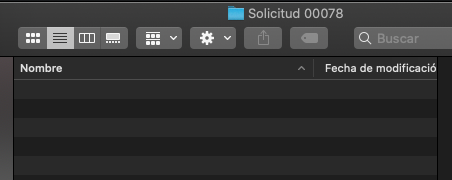 Solicitud 00078
Buscar
Nombre
Fecha de modificació